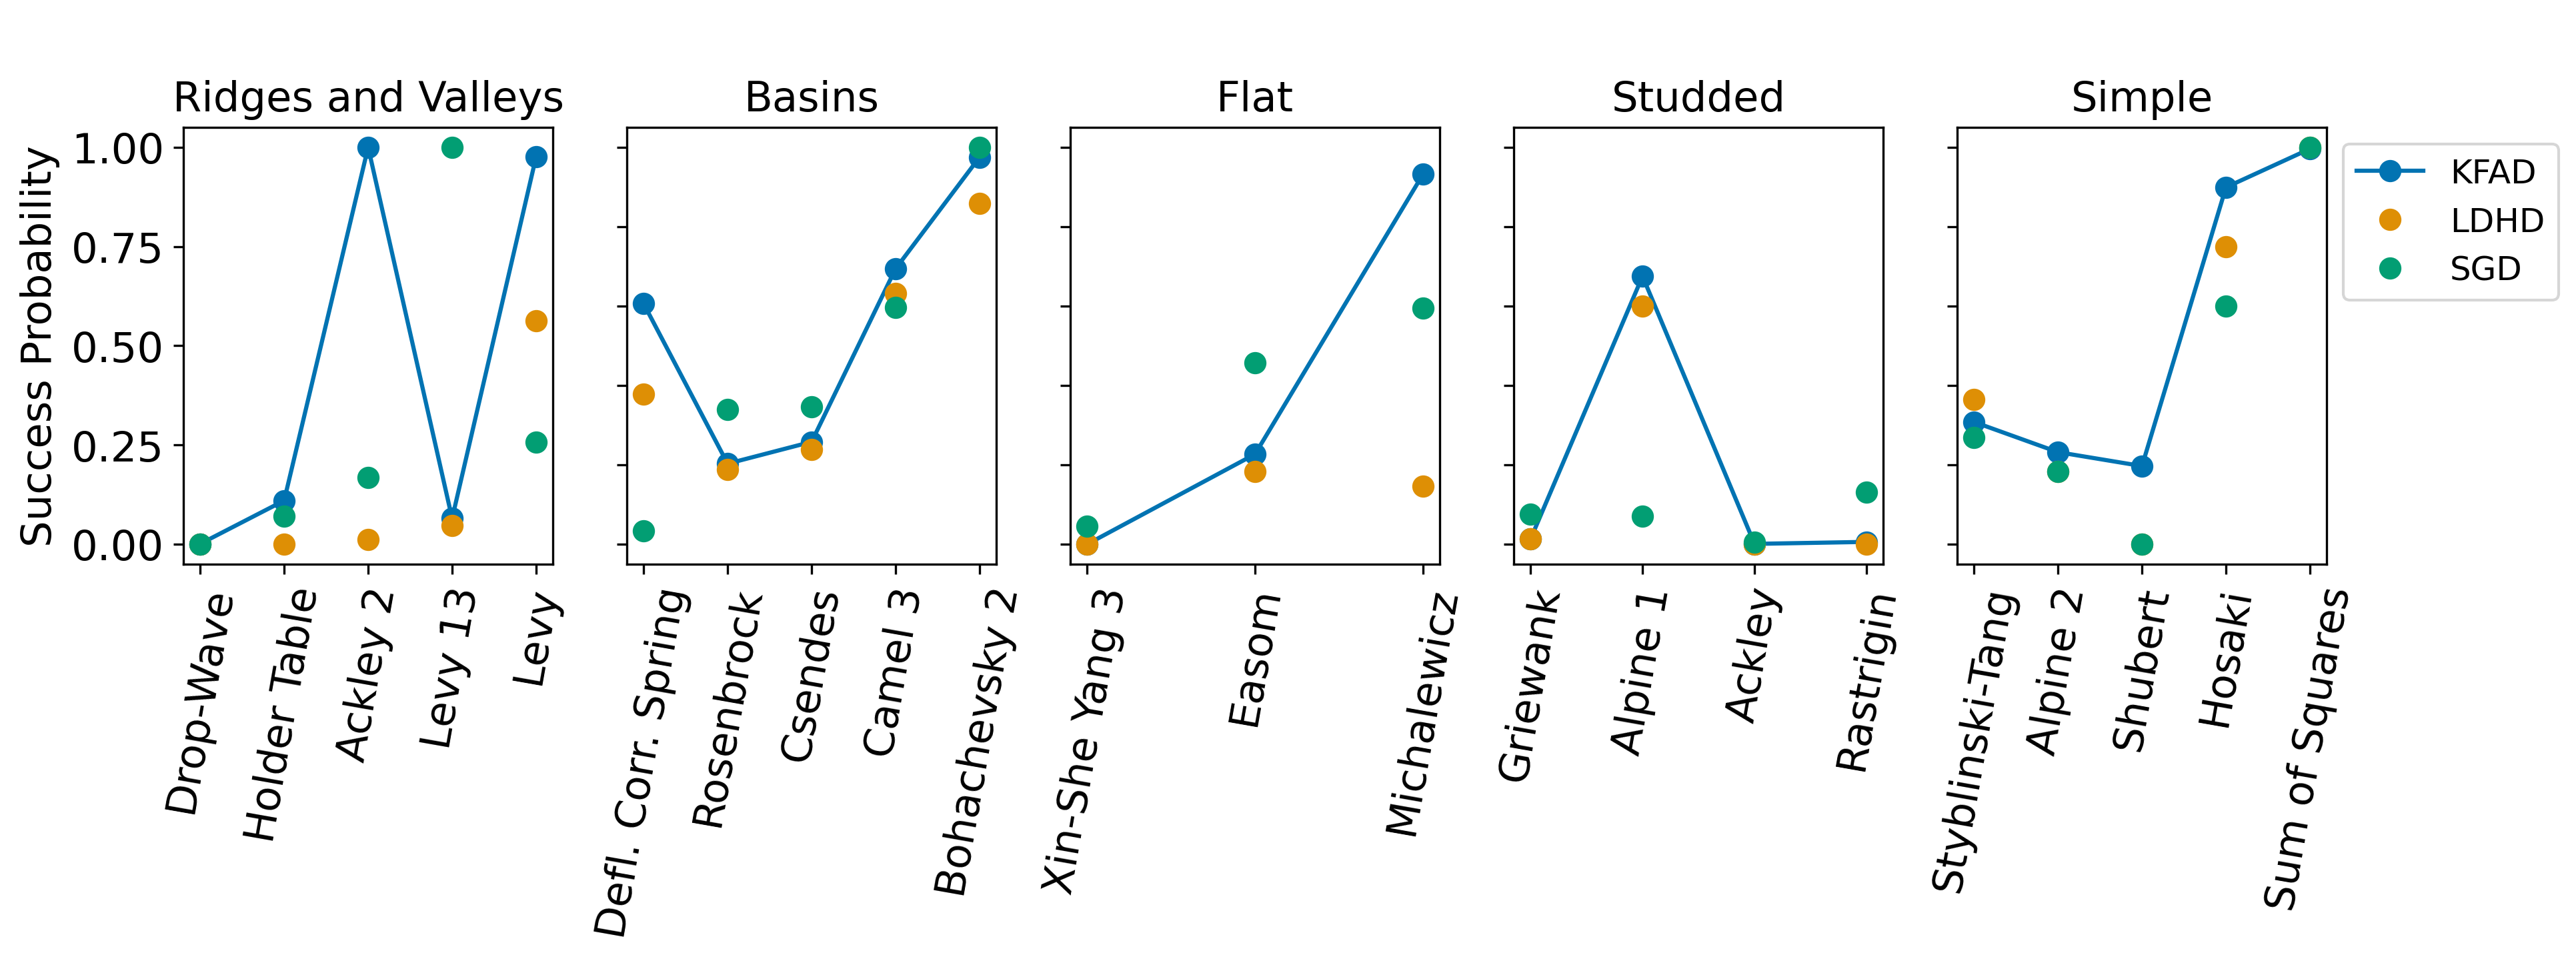 Ridges and Valleys
Basins
Flat
Studded
Simple
Success Probability
1.00
0.75
0.50
0.25
0.00
KFAD
LDHD
SGD
Drop-Wave
Holder Table
Ackley 2
Levy 13
Levy
Defl. Corr. Spring
Rosenbrock
Csendes
Camel 3
Bohachevsky 2
Xin-She Yang 3
Easom
Michalewicz
Griewank
Alpine 1
Ackley
Rastrigin
Styblinski-Tang
Alpine 2
Shubert
Hosaki
Sum of Squares